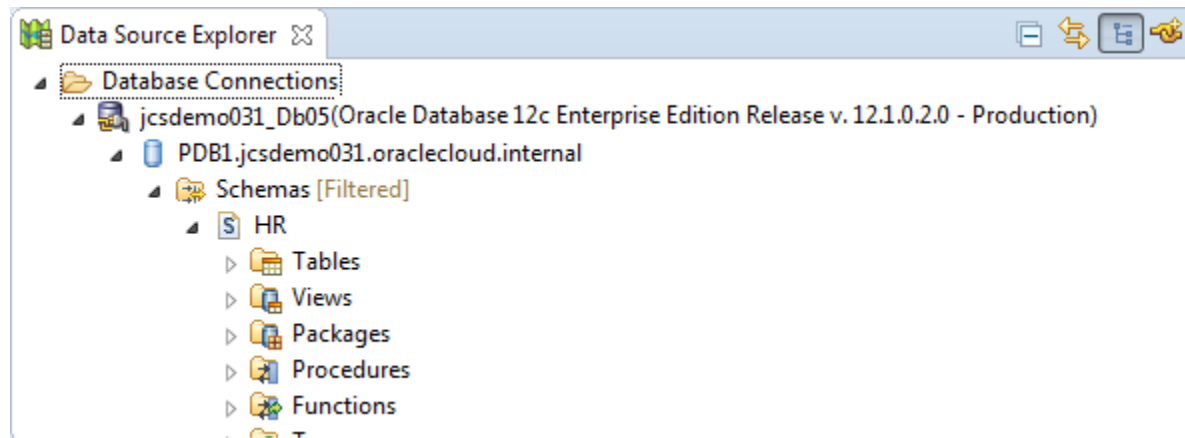 Data Source Explorer
Database Connections
jcsdemo031_Db05(Oracle Database 12c Enterprise Edition Release v. 12.1.0.2.0 - Production)
PDB1.jcsdemo031.oraclecloud.internal
Schemas [Filtered]
S HR
Tables
Views
Packages
Procedures
Functions